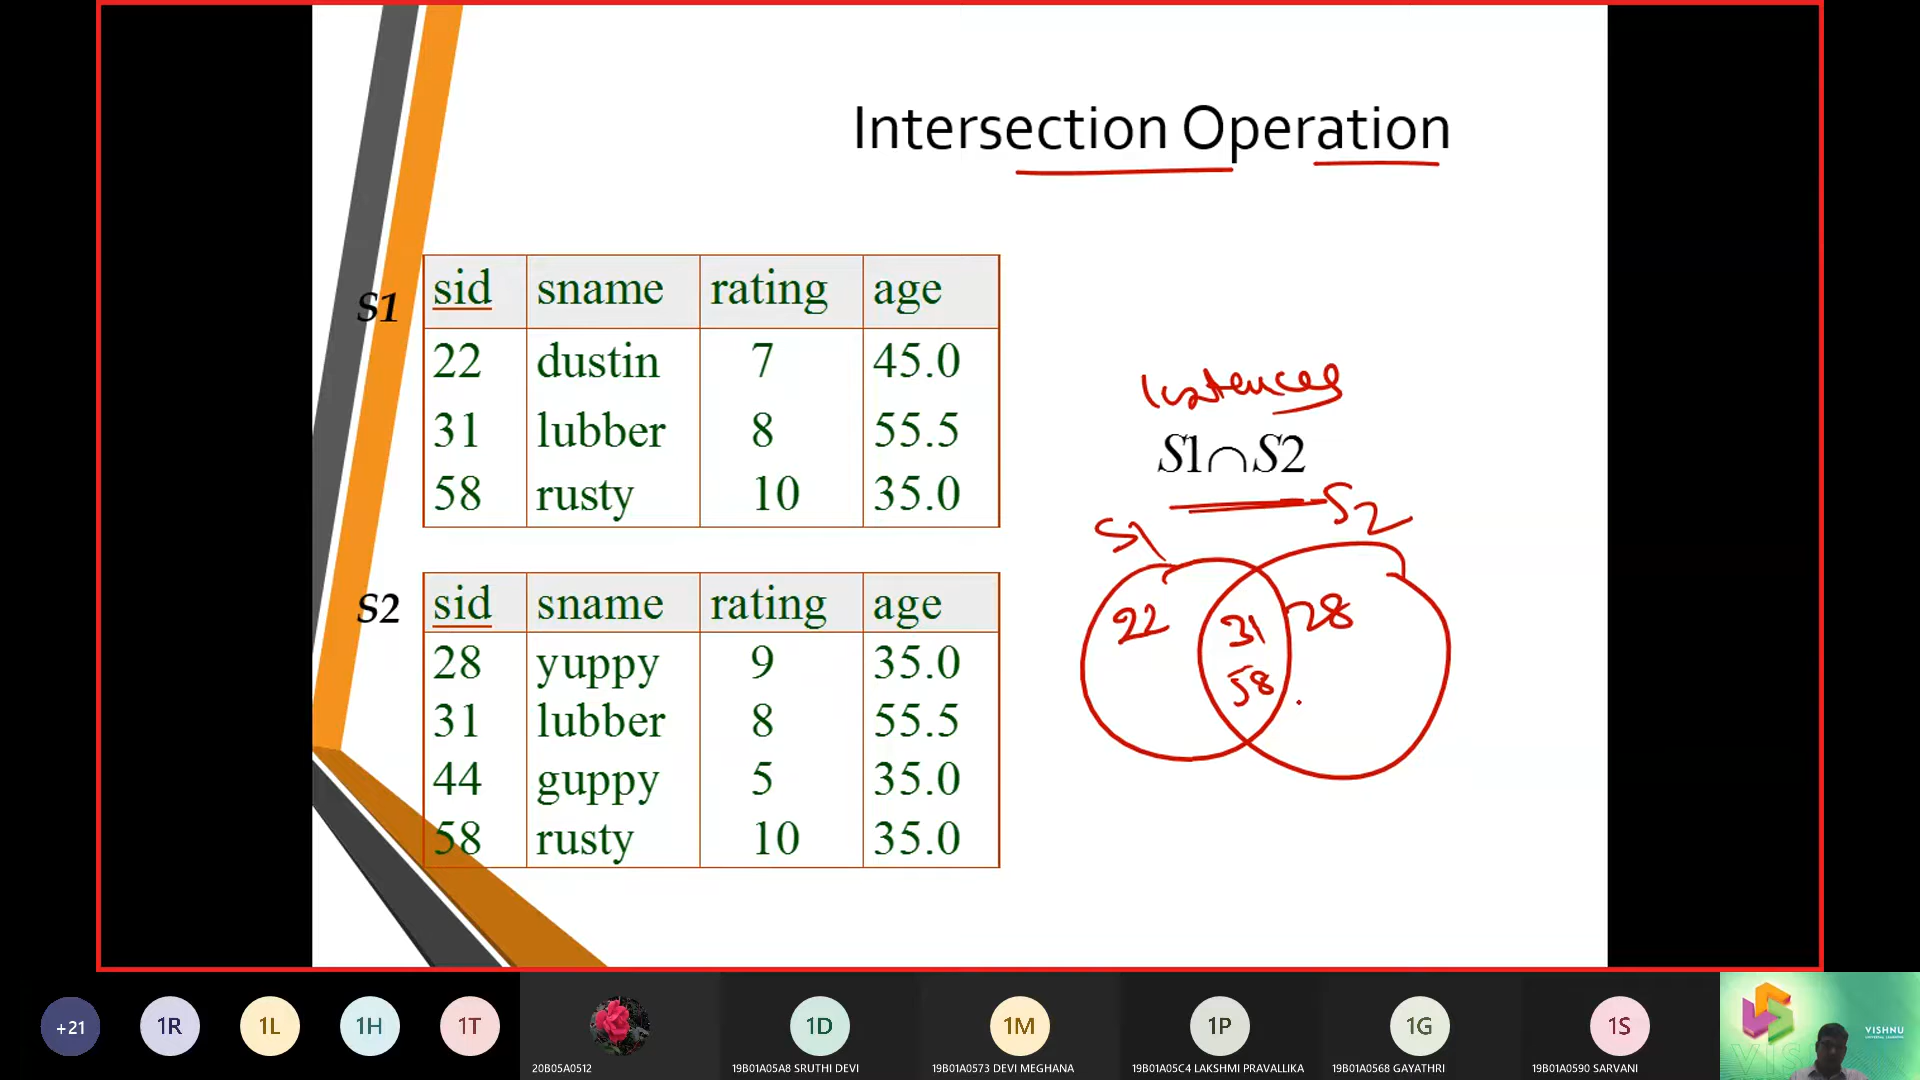 Intersection Operation
S1
sid sname rating age
22 dustin 7 45.0
31 lubber 8 55.5
58 rusty 10 35.0
S2
sid sname rating age
28 yuppy 9 35.0
31 lubber 8 55.5
44 guppy 5 35.0
58 rusty 10 35.0
S1∩S2
S1 S2
22 31 28
58
+21 1R 1L 1H 1T 1D 1M 1P 1G 1S
20B05A0512 19B01A05A8 SRUTHI DEVI 19B01A0573 DEVI MEGHANA 19B01A05C4 LAKSHMI PRAVALLIKA 19B01A0568 GAYATHRI 19B01A0590 SARVANI
VISHNU